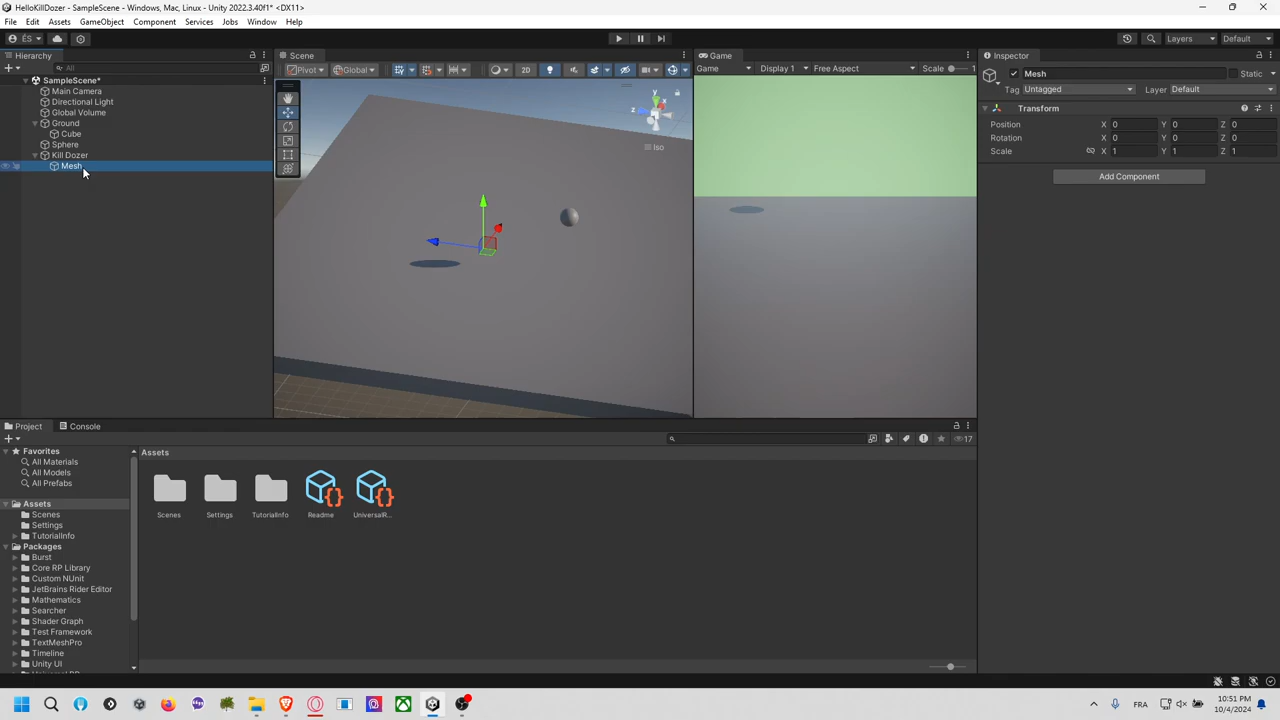 HelloKillDozer - SampleScene - Windows, Mac, Linux - Unity 2022.3.40f1* <DX11>
File Edit Assets GameObject Component Services Jobs Window Help
ÉS
Layers Default
Hierarchy
All
SampleScene*
Main Camera
Directional Light
Global Volume
Ground
Cube
Sphere
Kill Dozer
Mesh
Scene
Pivot Global 2D
y
x
z
Iso
Game
Game Display 1 Free Aspect Scale 1
Inspector
Mesh Static
Tag Untagged Layer Default
Transform
Position X 0 Y 0 Z 0
Rotation X 0 Y 0 Z 0
Scale X 1 Y 1 Z 1
Add Component
Project Console
17
Favorites
All Materials
All Models
All Prefabs
Assets
Scenes
Settings
TutorialInfo
Packages
Burst
Core RP Library
Custom NUnit
JetBrains Rider Editor
Mathematics
Searcher
Shader Graph
Test Framework
TextMeshPro
Timeline
Unity UI
Assets
Scenes Settings TutorialInfo Readme UniversalR...
FRA
10:51 PM
10/4/2024